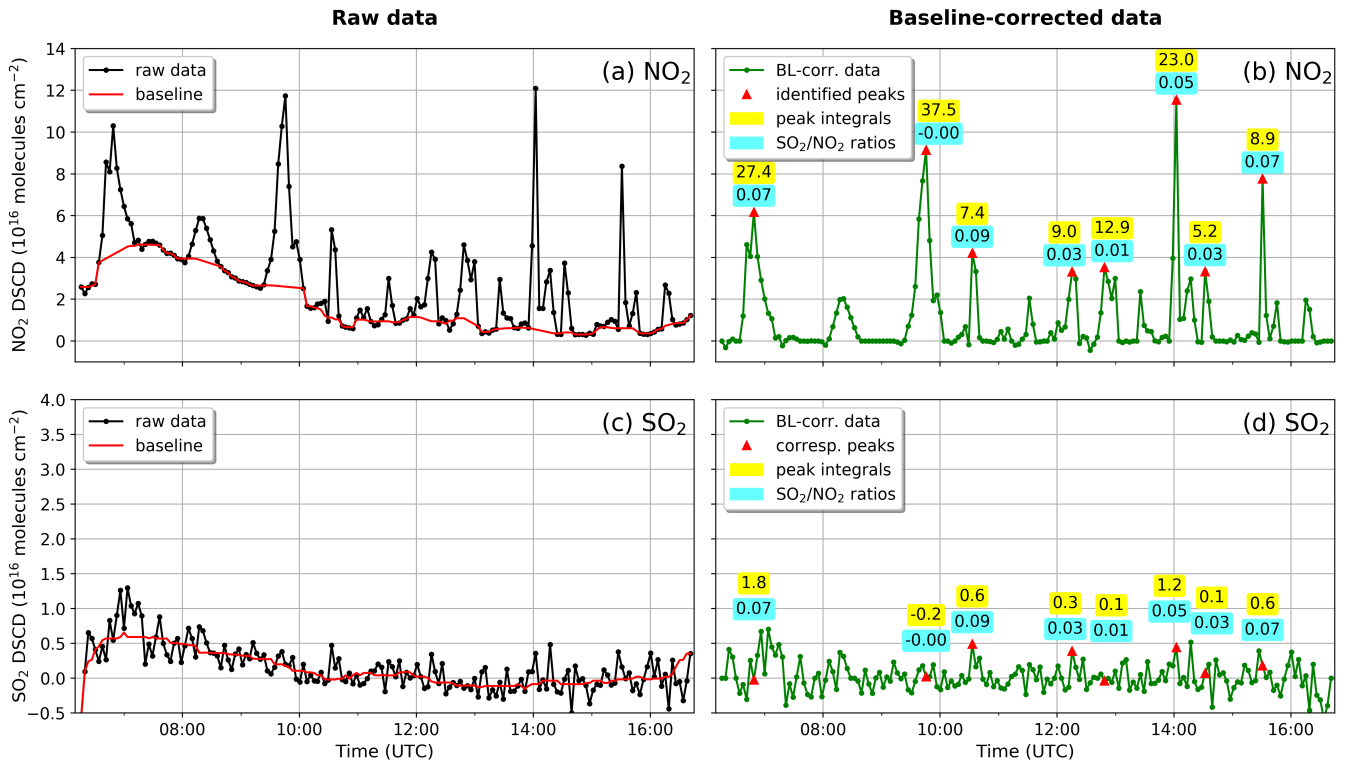 Raw data
Baseline-corrected data
NO₂ DSCD (10¹⁶ molecules cm⁻²)
14
12
10
8
6
4
2
0
raw data
baseline
(a) NO₂
BL-corr. data
identified peaks
peak integrals
SO₂/NO₂ ratios
(b) NO₂
27.4
0.07
37.5
-0.00
7.4
0.09
9.0
0.03
12.9
0.01
23.0
0.05
5.2
0.03
8.9
0.07
SO₂ DSCD (10¹⁶ molecules cm⁻²)
4.0
3.5
3.0
2.5
2.0
1.5
1.0
0.5
0.0
−0.5
raw data
baseline
(c) SO₂
08:00
10:00
12:00
14:00
16:00
Time (UTC)
BL-corr. data
corresp. peaks
peak integrals
SO₂/NO₂ ratios
(d) SO₂
1.8
0.07
-0.2
-0.00
0.6
0.09
0.3
0.03
0.1
0.01
1.2
0.05
0.1
0.03
0.6
0.07
08:00
10:00
12:00
14:00
16:00
Time (UTC)